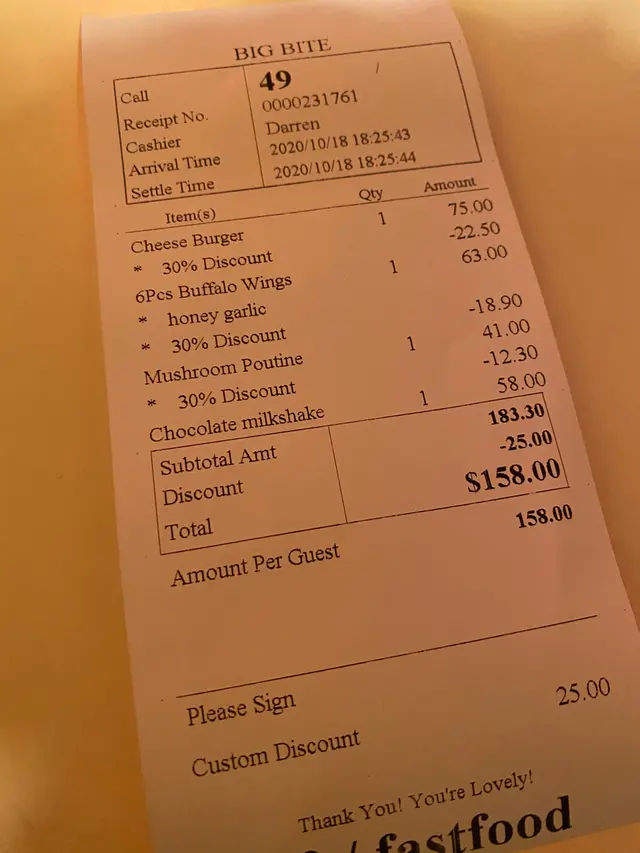 BIG BITE
Call 49 /
Receipt No. 0000231761
Cashier Darren
Arrival Time 2020/10/18 18:25:43
Settle Time 2020/10/18 18:25:44
Item(s) Qty Amount
Cheese Burger 1 75.00
* 30% Discount -22.50
6Pcs Buffalo Wings 1 63.00
* honey garlic
* 30% Discount -18.90
Mushroom Poutine 1 41.00
* 30% Discount -12.30
Chocolate milkshake 1 58.00
Subtotal Amt 183.30
Discount -25.00
Total $158.00
Amount Per Guest 158.00
Please Sign
Custom Discount 25.00
Thank You! You're Lovely!
fastfood